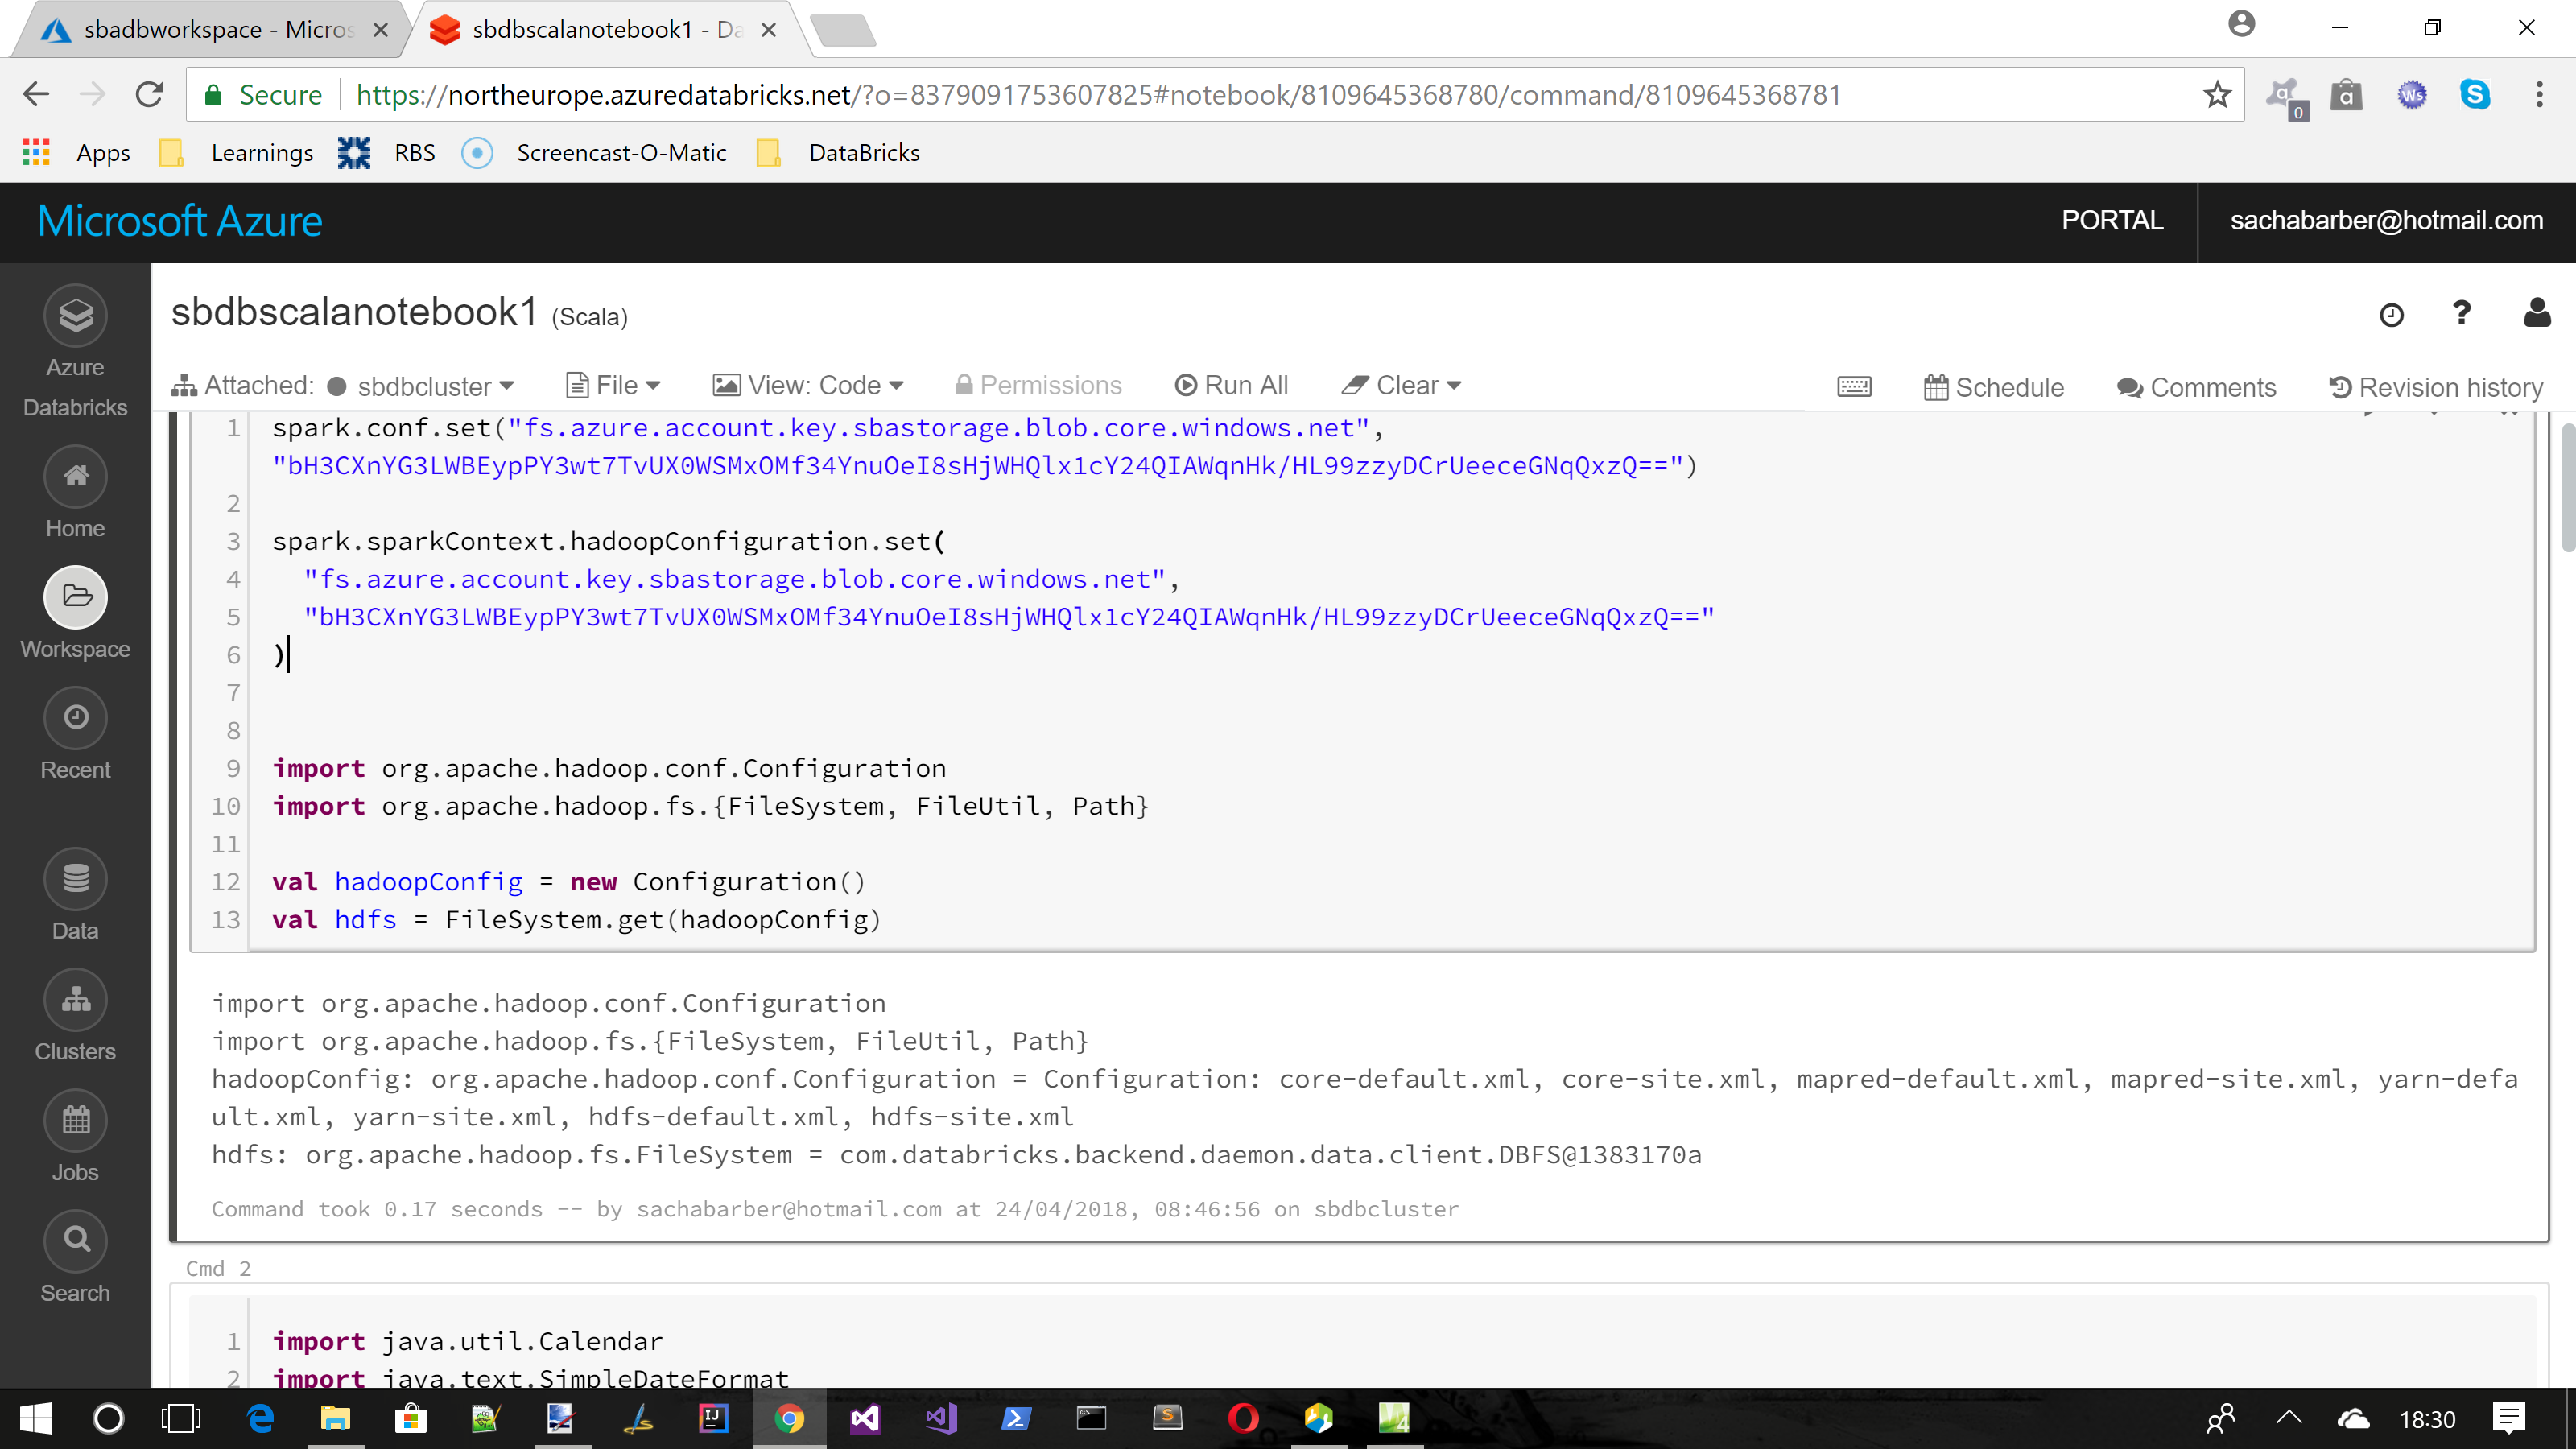 sbadbworkspace - Micros
sbdbscalanotebook1 - Da
Secure
https://northeurope.azuredatabricks.net/?o=8379091753607825#notebook/8109645368780/command/8109645368781
0
Apps
Learnings
RBS
Screencast-O-Matic
DataBricks
Microsoft Azure
PORTAL
sachabarber@hotmail.com
Azure
Databricks
Home
Workspace
Recent
Data
Clusters
Jobs
Search
sbdbscalanotebook1 (Scala)
Attached: sbdbcluster
File
View: Code
Permissions
Run All
Clear
Schedule
Comments
Revision history
1 spark.conf.set("fs.azure.account.key.sbastorage.blob.core.windows.net",
2
3 spark.sparkContext.hadoopConfiguration.set(
4 "fs.azure.account.key.sbastorage.blob.core.windows.net",
5
6 )
7
8
9 import org.apache.hadoop.conf.Configuration
10 import org.apache.hadoop.fs.{FileSystem, FileUtil, Path}
11
12 val hadoopConfig = new Configuration()
13 val hdfs = FileSystem.get(hadoopConfig)
import org.apache.hadoop.conf.Configuration
import org.apache.hadoop.fs.{FileSystem, FileUtil, Path}
hadoopConfig: org.apache.hadoop.conf.Configuration = Configuration: core-default.xml, core-site.xml, mapred-default.xml, mapred-site.xml, yarn-defa
ult.xml, yarn-site.xml, hdfs-default.xml, hdfs-site.xml
hdfs: org.apache.hadoop.fs.FileSystem = com.databricks.backend.daemon.data.client.DBFS@1383170a
Command took 0.17 seconds -- by sachabarber@hotmail.com at 24/04/2018, 08:46:56 on sbdbcluster
Cmd 2
1 import java.util.Calendar
2 import java.text.SimpleDateFormat
18:30